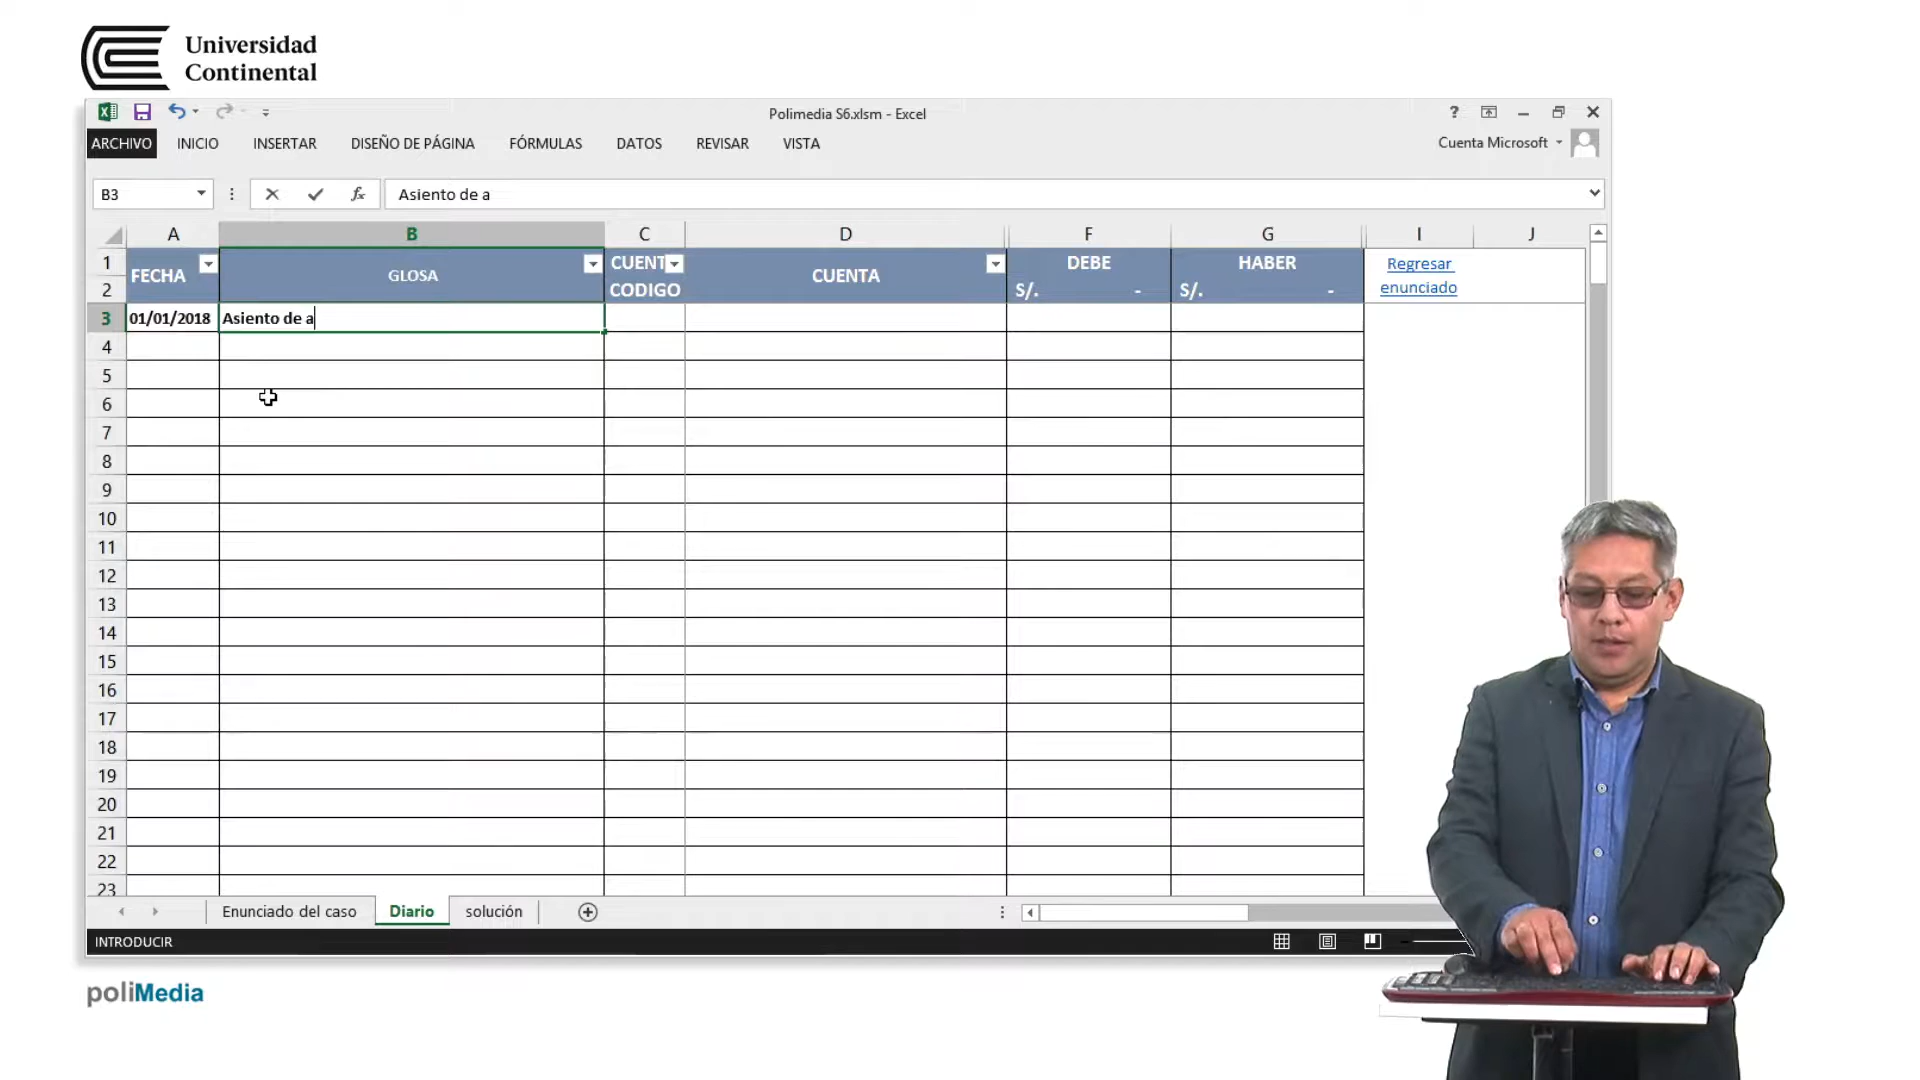 Universidad
Continental
Polimedia S6.xlsm - Excel
?
ARCHIVO INICIO INSERTAR DISEÑO DE PÁGINA FÓRMULAS DATOS REVISAR VISTA
Cuenta Microsoft
B3
fx
Asiento de a
A B C D F G I J
1 FECHA GLOSA CUENT CUENTA DEBE HABER Regresar
2 CODIGO S/. - S/. - enunciado
3 01/01/2018 Asiento de a
4
5
6
7
8
9
10
11
12
13
14
15
16
17
18
19
20
21
22
23
Enunciado del caso Diario solución
INTRODUCIR
poliMedia